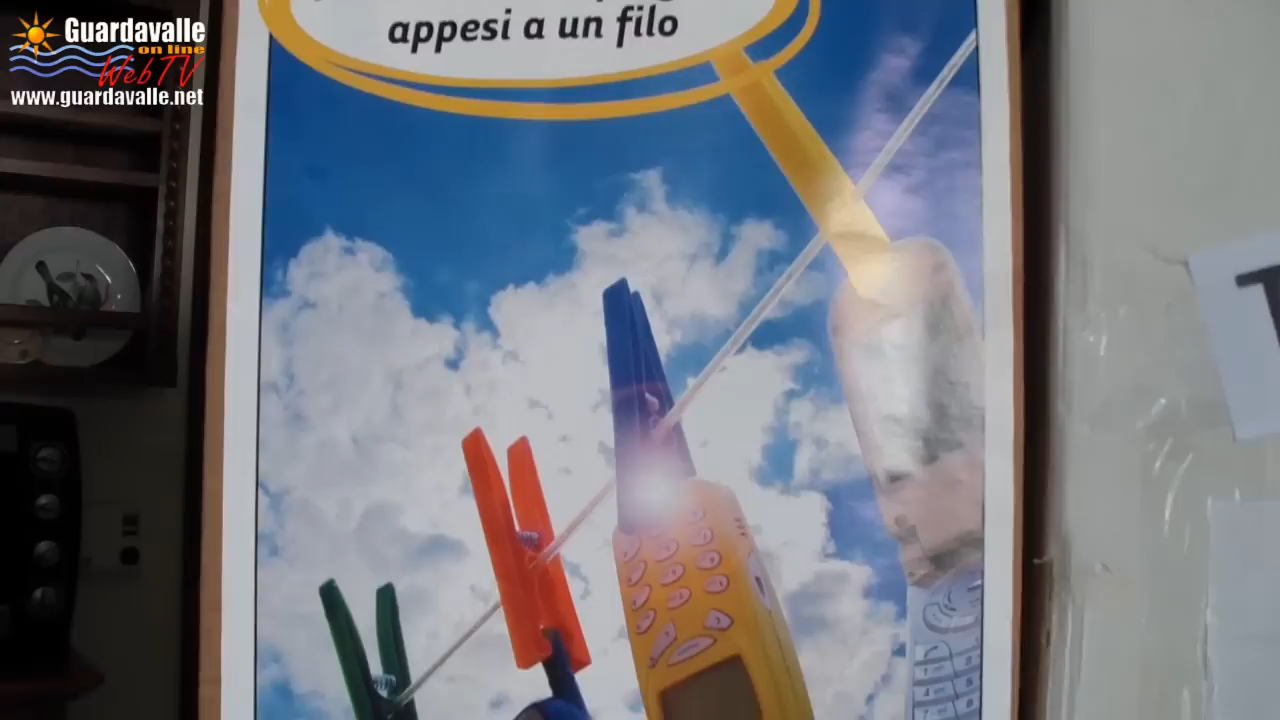 Guardavalle
on line
Web TV
www.guardavalle.net
appesi a un filo